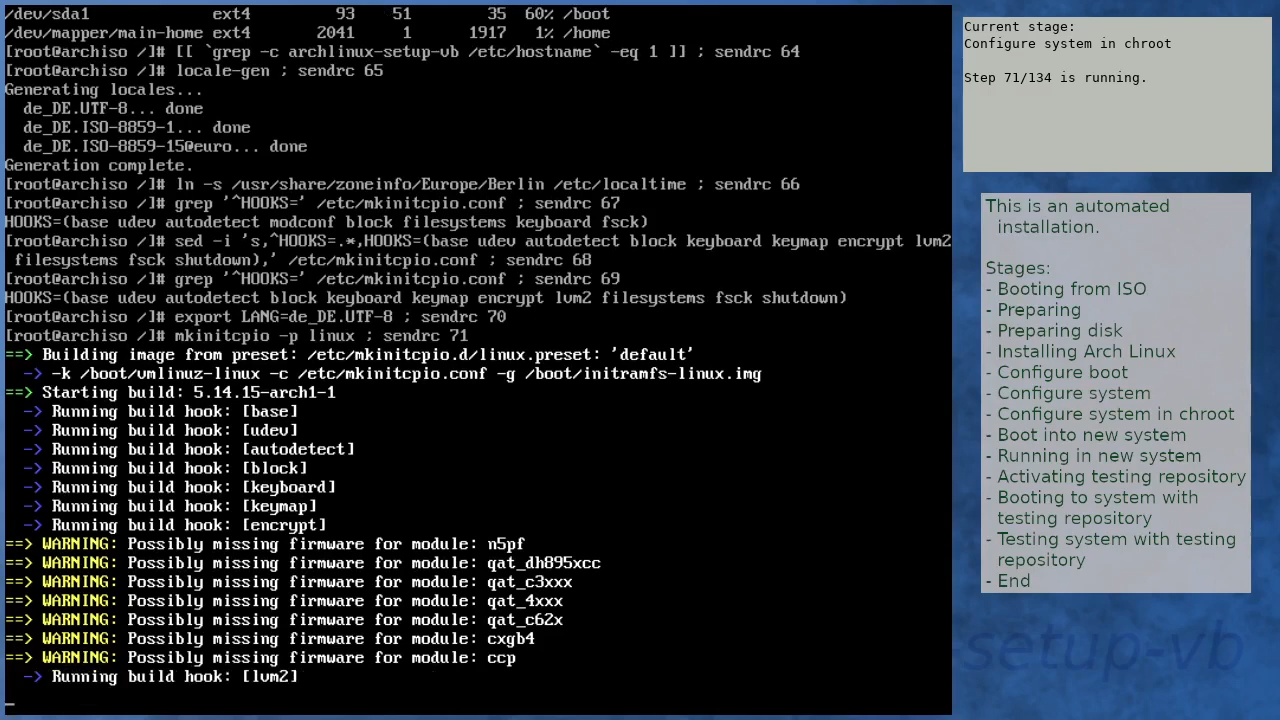 /dev/sda1             ext4         93    51        35  60% /boot
/dev/mapper/main-home ext4       2041     1      1917   1% /home
[root@archiso /]# [[ `grep -c archlinux-setup-vb /etc/hostname` -eq 1 ]] ; sendrc 64
[root@archiso /]# locale-gen ; sendrc 65
Generating locales...
  de_DE.UTF-8... done
  de_DE.ISO-8859-1... done
  de_DE.ISO-8859-15@euro... done
Generation complete.
[root@archiso /]# ln -s /usr/share/zoneinfo/Europe/Berlin /etc/localtime ; sendrc 66
[root@archiso /]# grep '^HOOKS=' /etc/mkinitcpio.conf ; sendrc 67
HOOKS=(base udev autodetect modconf block filesystems keyboard fsck)
[root@archiso /]# sed -i 's,^HOOKS=.*,HOOKS=(base udev autodetect block keyboard keymap encrypt lvm2
 filesystems fsck shutdown),' /etc/mkinitcpio.conf ; sendrc 68
[root@archiso /]# grep '^HOOKS=' /etc/mkinitcpio.conf ; sendrc 69
HOOKS=(base udev autodetect block keyboard keymap encrypt lvm2 filesystems fsck shutdown)
[root@archiso /]# export LANG=de_DE.UTF-8 ; sendrc 70
[root@archiso /]# mkinitcpio -p linux ; sendrc 71
==> Building image from preset: /etc/mkinitcpio.d/linux.preset: 'default'
  -> -k /boot/vmlinuz-linux -c /etc/mkinitcpio.conf -g /boot/initramfs-linux.img
==> Starting build: 5.14.15-arch1-1
  -> Running build hook: [base]
  -> Running build hook: [udev]
  -> Running build hook: [autodetect]
  -> Running build hook: [block]
  -> Running build hook: [keyboard]
  -> Running build hook: [keymap]
  -> Running build hook: [encrypt]
==> WARNING: Possibly missing firmware for module: n5pf
==> WARNING: Possibly missing firmware for module: qat_dh895xcc
==> WARNING: Possibly missing firmware for module: qat_c3xxx
==> WARNING: Possibly missing firmware for module: qat_4xxx
==> WARNING: Possibly missing firmware for module: qat_c62x
==> WARNING: Possibly missing firmware for module: cxgb4
==> WARNING: Possibly missing firmware for module: ccp
  -> Running build hook: [lvm2]
_
Current stage:
Configure system in chroot
Step 71/134 is running.
This is an automated
installation.
Stages:
- Booting from ISO
- Preparing
- Preparing disk
- Installing Arch Linux
- Configure boot
- Configure system
- Configure system in chroot
- Boot into new system
- Running in new system
- Activating testing repository
- Booting to system with
testing repository
- Testing system with testing
repository
- End
-setup-vb